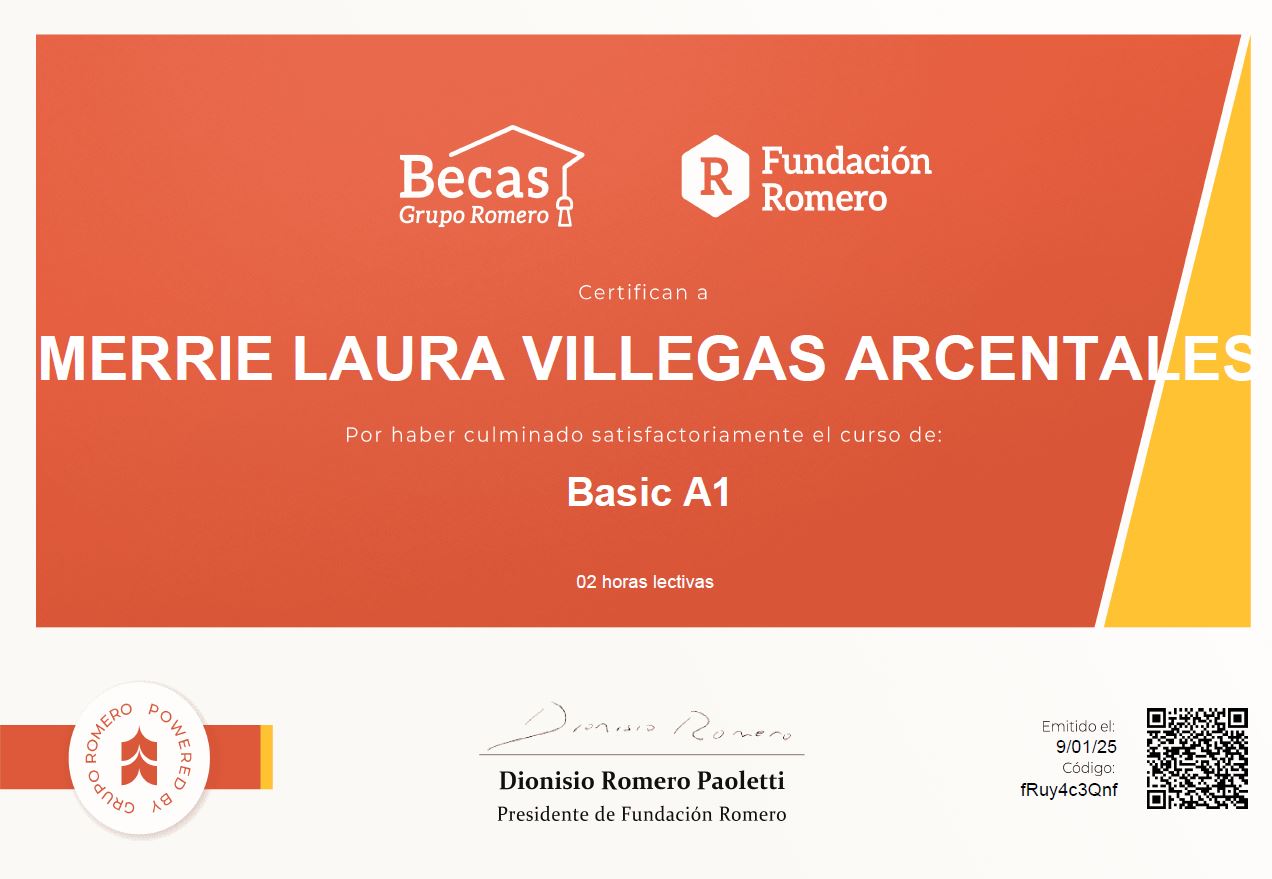 Becas
Grupo Romero
R
Fundación
Romero
Certifican a
MERRIE LAURA VILLEGAS ARCENTALES
Por haber culminado satisfactoriamente el curso de:
Basic A1
02 horas lectivas
POWERED BY GRUPO ROMERO
Dionisio Romero
Dionisio Romero Paoletti
Presidente de Fundación Romero
Emitido el:
9/01/25
Código:
fRuy4c3Qnf